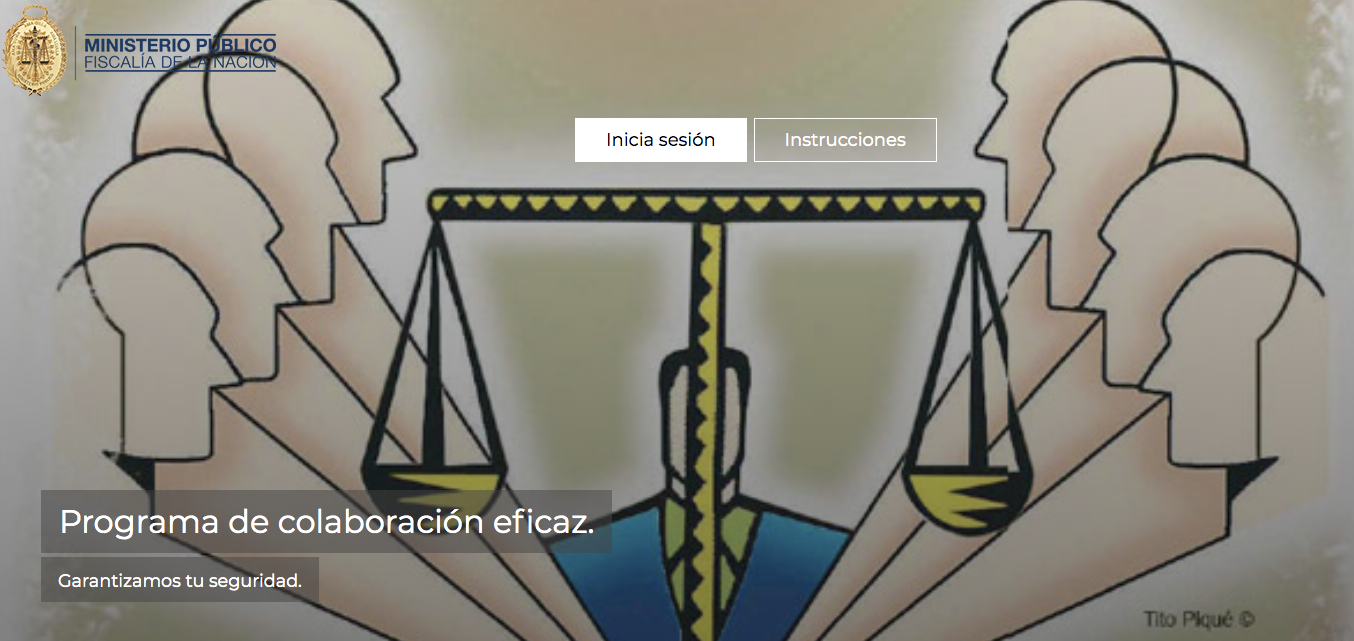 MINISTERIO PÚBLICO
FISCALÍA DE LA NACIÓN
Inicia sesión
Instrucciones
Programa de colaboración eficaz.
Garantizamos tu seguridad.
Tito Piqué ©